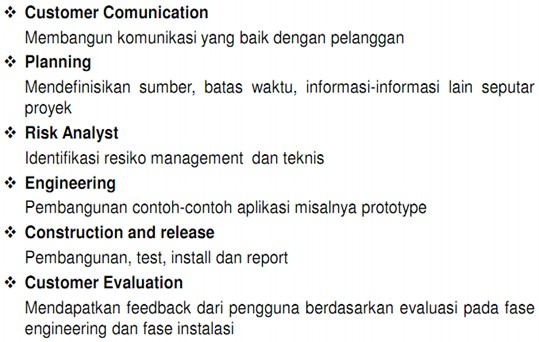 ❖ Customer Comunication
Membangun komunikasi yang baik dengan pelanggan
❖ Planning
Mendefinisikan sumber, batas waktu, informasi-informasi lain seputar
proyek
❖ Risk Analyst
Identifikasi resiko management dan teknis
❖ Engineering
Pembangunan contoh-contoh aplikasi misalnya prototype
❖ Construction and release
Pembangunan, test, install dan report
❖ Customer Evaluation
Mendapatkan feedback dari pengguna berdasarkan evaluasi pada fase
engineering dan fase instalasi